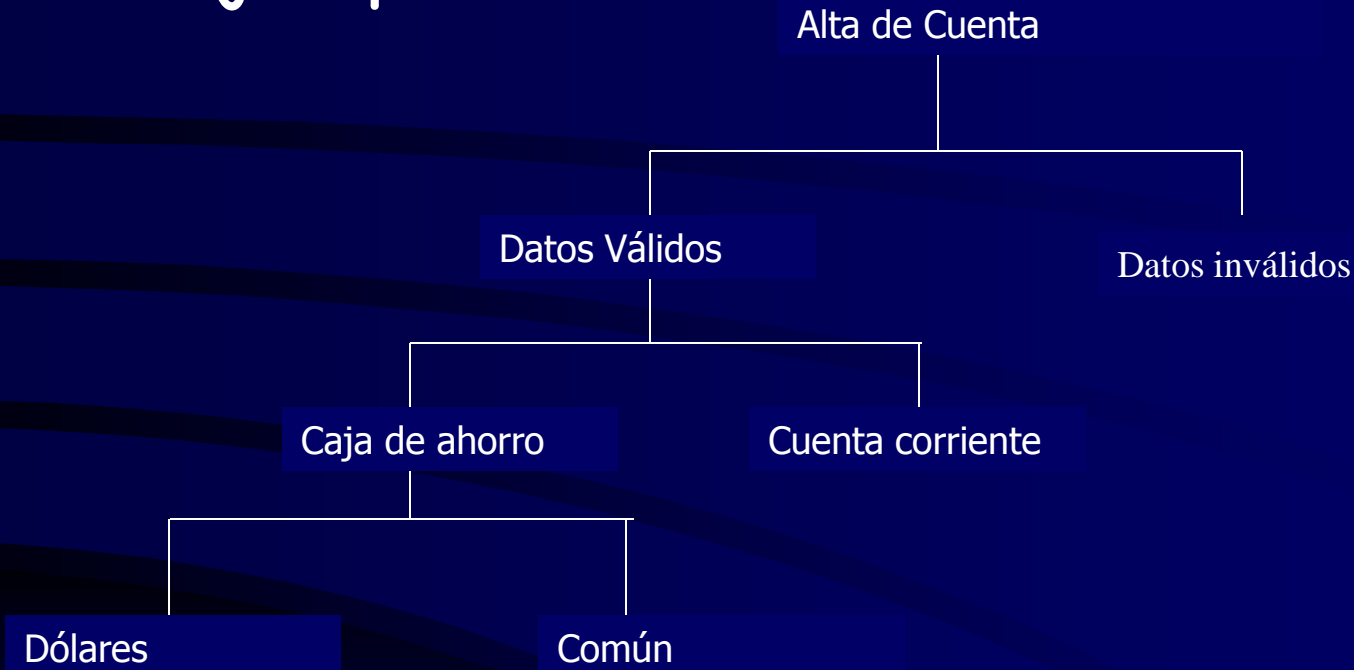 Alta de Cuenta
Datos Válidos
Datos inválidos
Caja de ahorro
Cuenta corriente
Dólares
Común